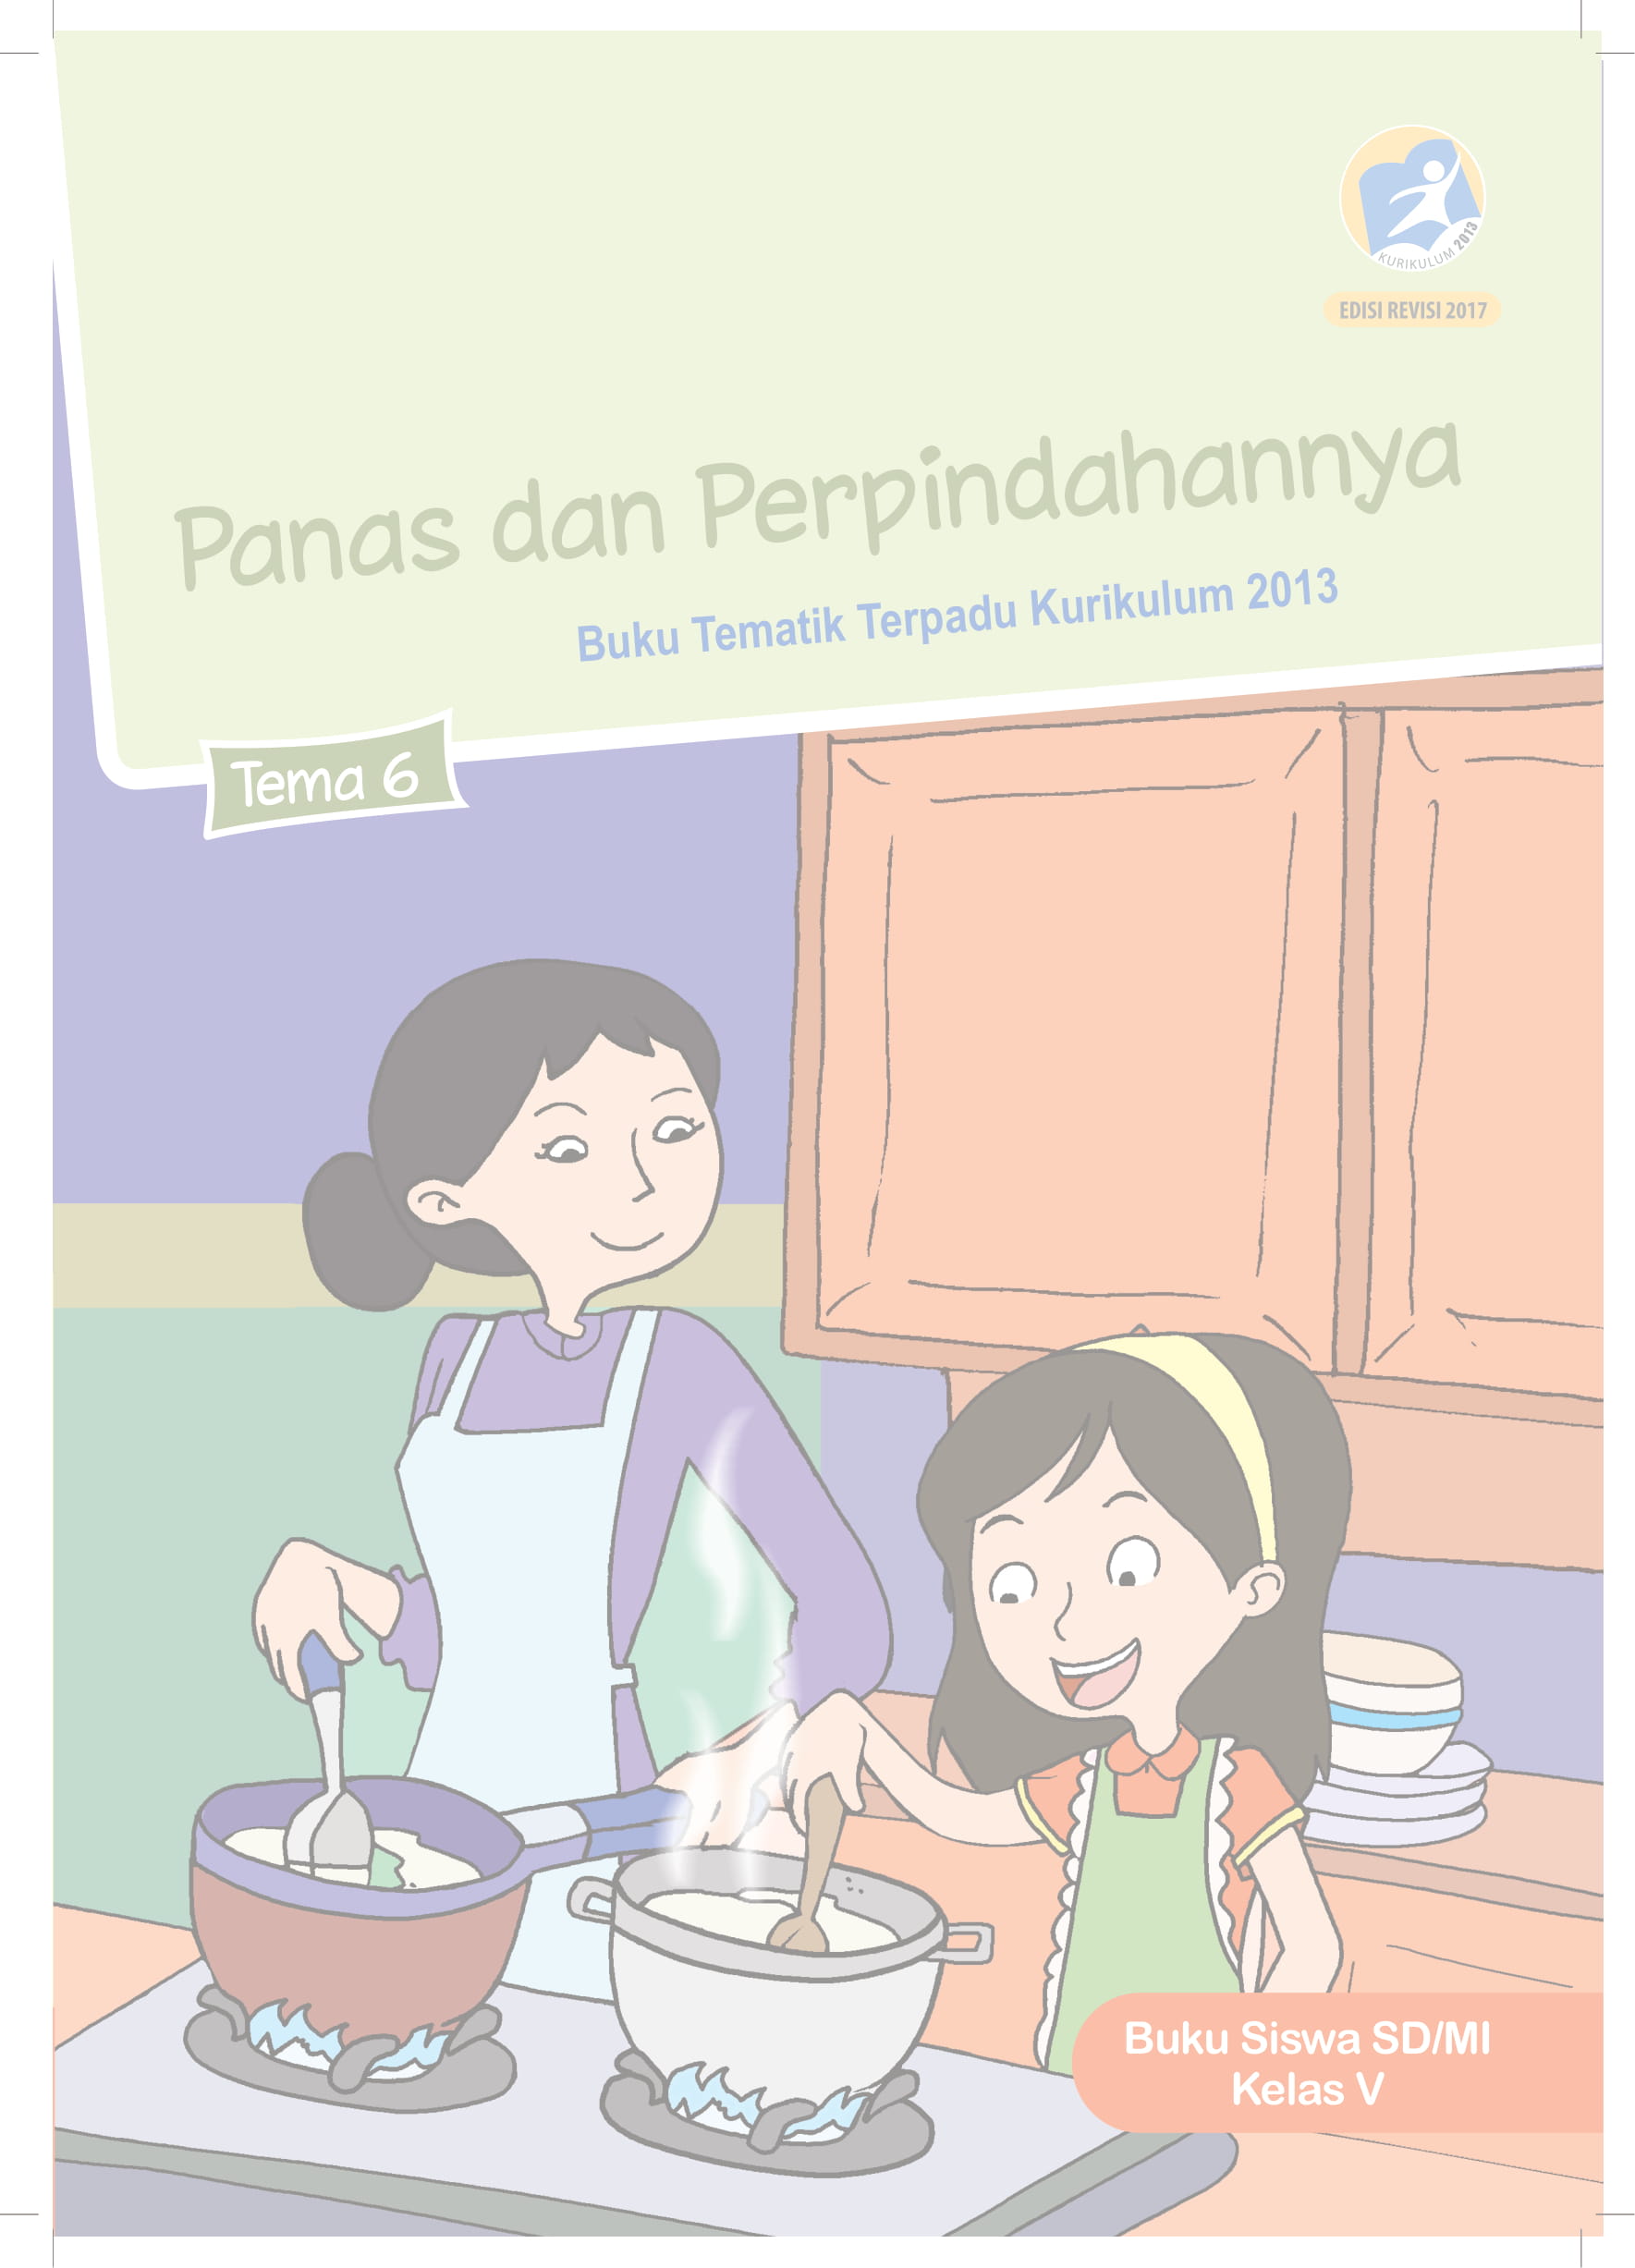 KURIKULUM 2013
EDISI REVISI 2017
Panas dan Perpindahannya
Buku Tematik Terpadu Kurikulum 2013
Tema 6
Buku Siswa SD/MI
Kelas V